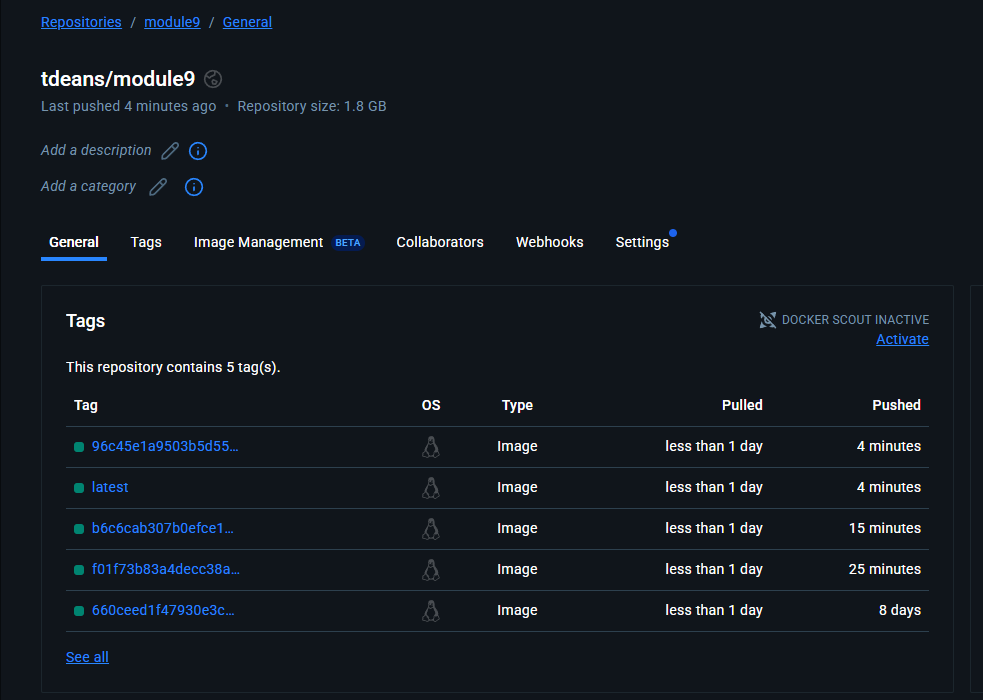 Repositories / module9 / General
tdeans/module9
Last pushed 4 minutes ago • Repository size: 1.8 GB
Add a description
Add a category
General Tags Image Management BETA Collaborators Webhooks Settings
Tags DOCKER SCOUT INACTIVE
Activate
This repository contains 5 tag(s).
Tag OS Type Pulled Pushed
96c45e1a9503b5d55... Image less than 1 day 4 minutes
latest Image less than 1 day 4 minutes
b6c6cab307b0efce1... Image less than 1 day 15 minutes
f01f73b83a4decc38a... Image less than 1 day 25 minutes
660ceed1f47930e3c... Image less than 1 day 8 days
See all